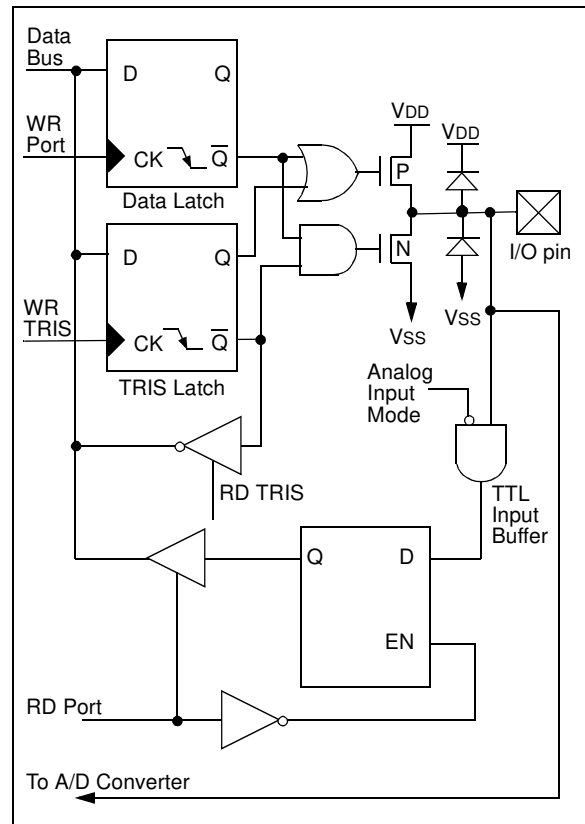 Data
Bus
D
Q
WR
Port
CK
Q
Data Latch
VDD
VDD
P
N
I/O pin
VSS
VSS
D
Q
WR
TRIS
CK
Q
TRIS Latch
Analog
Input
Mode
RD TRIS
TTL
Input
Buffer
Q
D
EN
RD Port
To A/D Converter